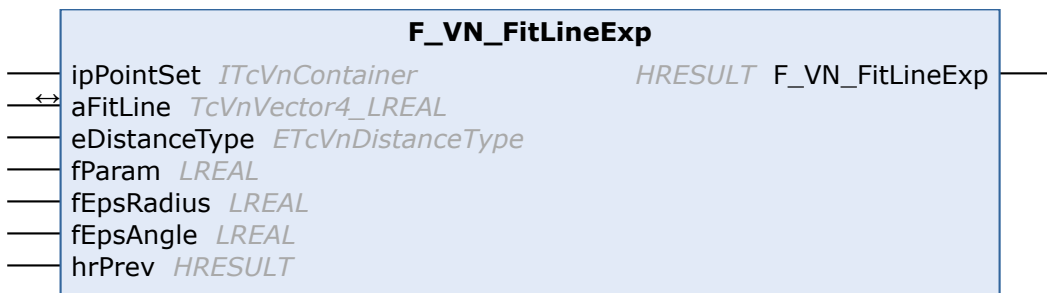 F_VN_FitLineExp
ipPointSet ITcVnContainer HRESULT F_VN_FitLineExp
aFitLine TcVnVector4_LREAL
eDistanceType ETcVnDistanceType
fParam LREAL
fEpsRadius LREAL
fEpsAngle LREAL
hrPrev HRESULT